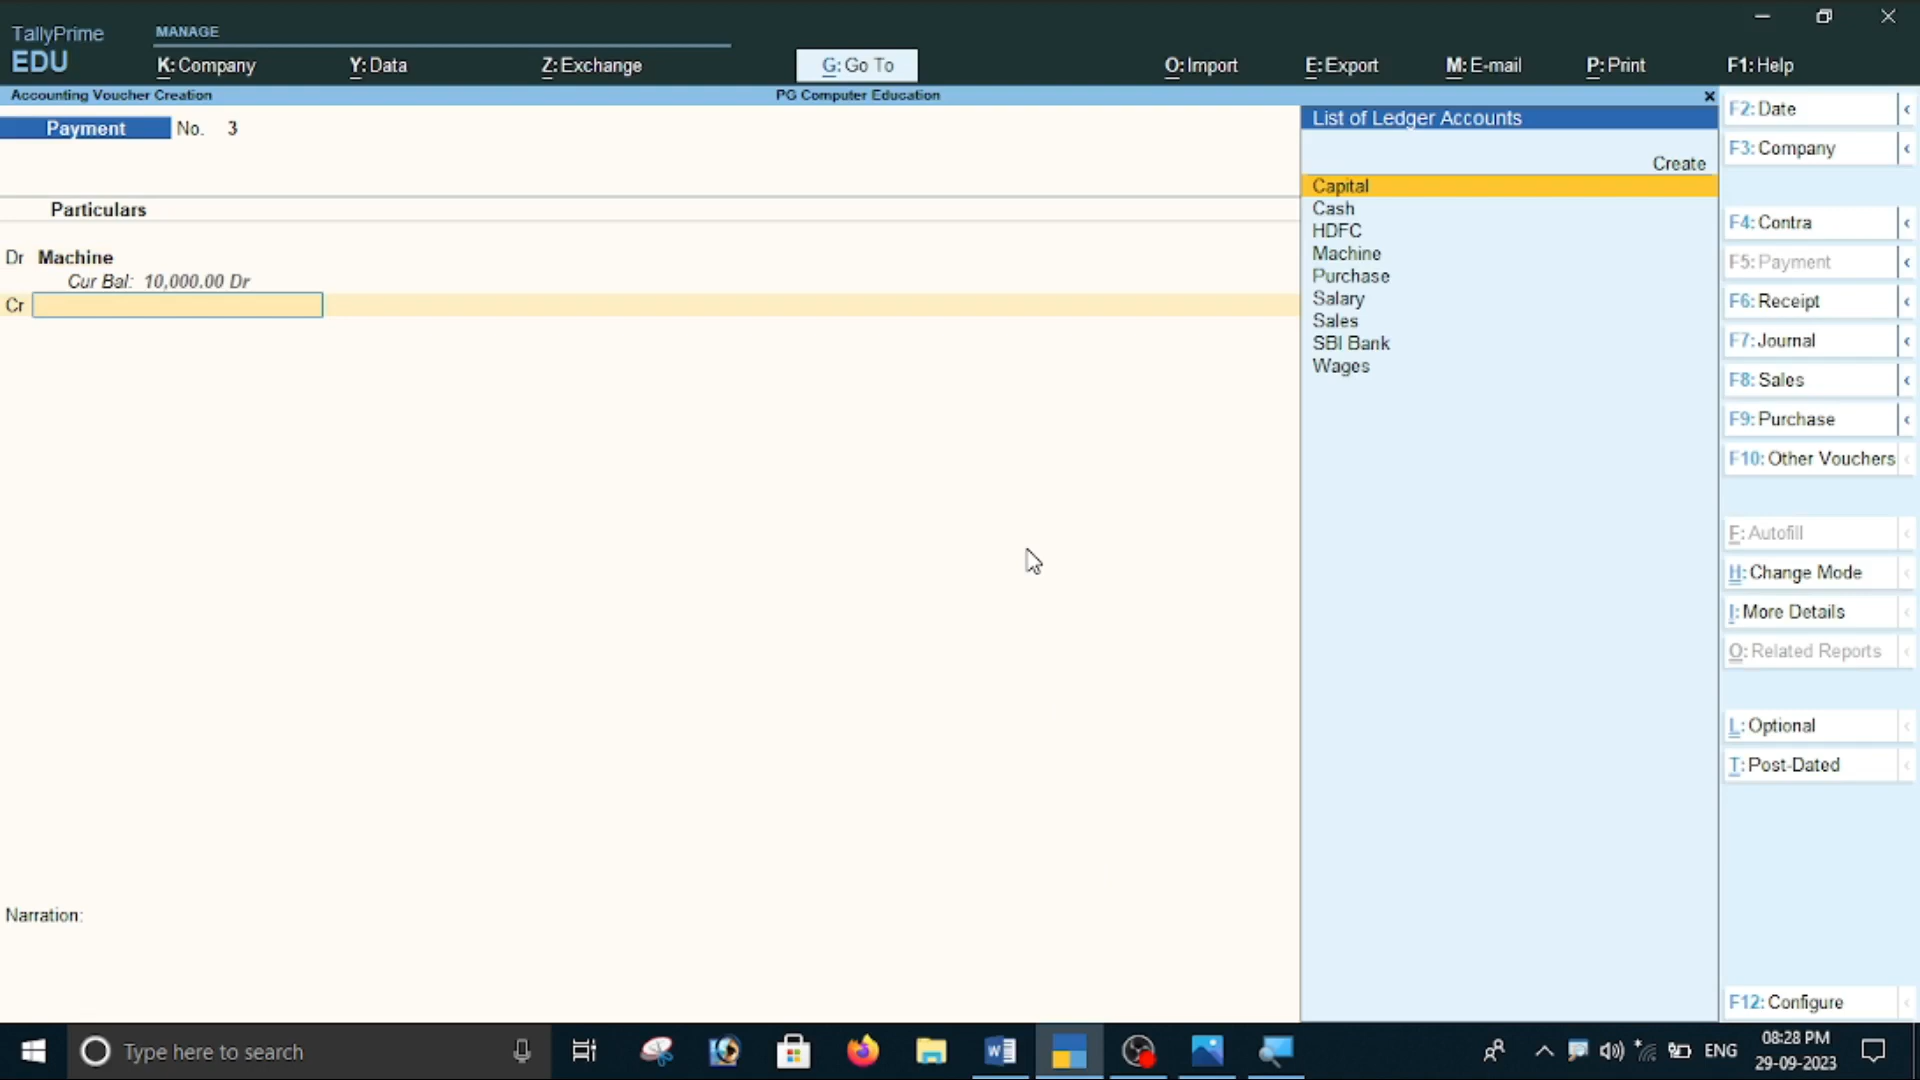 TallyPrime
EDU
MANAGE
K: Company
Y: Data
Z: Exchange
G: Go To
O: Import
E: Export
M: E-mail
P: Print
F1: Help
Accounting Voucher Creation
PG Computer Education
Payment No. 3
Particulars
Dr Machine
Cur Bal: 10,000.00 Dr
Cr
Narration:
List of Ledger Accounts
Create
Capital
Cash
HDFC
Machine
Purchase
Salary
Sales
SBI Bank
Wages
F2: Date
F3: Company
F4: Contra
F5: Payment
F6: Receipt
F7: Journal
F8: Sales
F9: Purchase
F10: Other Vouchers
F: Autofill
H: Change Mode
I: More Details
O: Related Reports
L: Optional
T: Post-Dated
F12: Configure
Type here to search
ENG
08:28 PM
29-09-2023